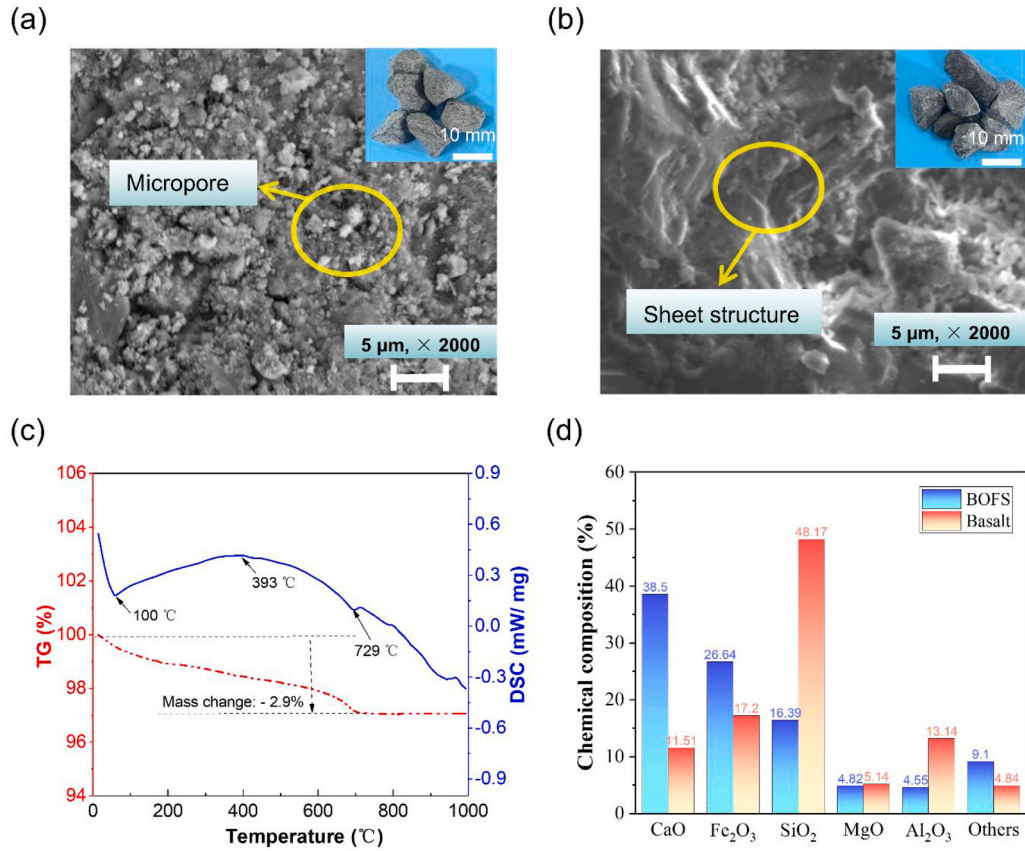 (a)
10 mm
Micropore
5 μm, × 2000
(b)
10 mm
Sheet structure
5 μm, × 2000
(c)
106
104
102
100
98
96
94
TG (%)
0.9
0.6
0.3
0.0
-0.3
-0.6
-0.9
DSC (mW/ mg)
393 ℃
100 ℃
729 ℃
Mass change: - 2.9%
0 200 400 600 800 1000
Temperature (℃)
(d)
60
50
40
30
20
10
0
Chemical composition (%)
BOFS
Basalt
38.5
11.51
26.64
17.2
16.39
48.17
4.82
5.14
4.55
13.14
9.1
4.84
CaO Fe₂O₃ SiO₂ MgO Al₂O₃ Others